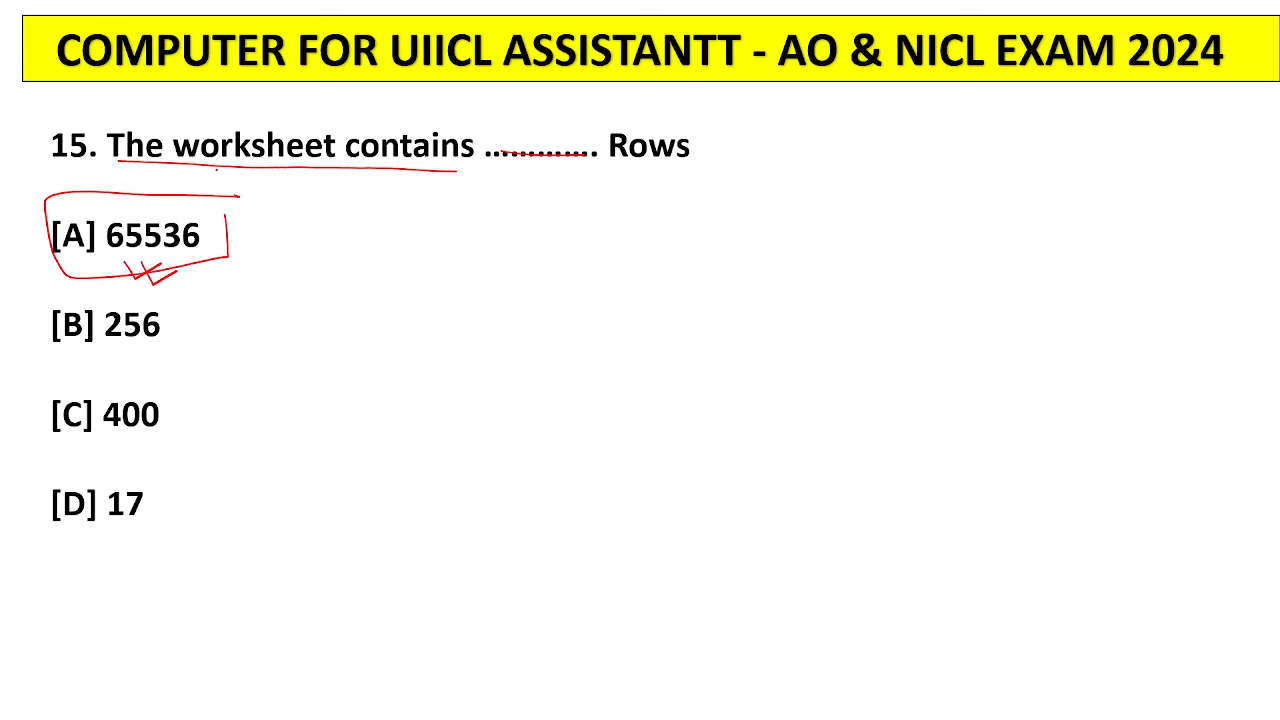 COMPUTER FOR UIICL ASSISTANTT - AO & NICL EXAM 2024
15. The worksheet contains …………. Rows
[A] 65536
[B] 256
[C] 400
[D] 17